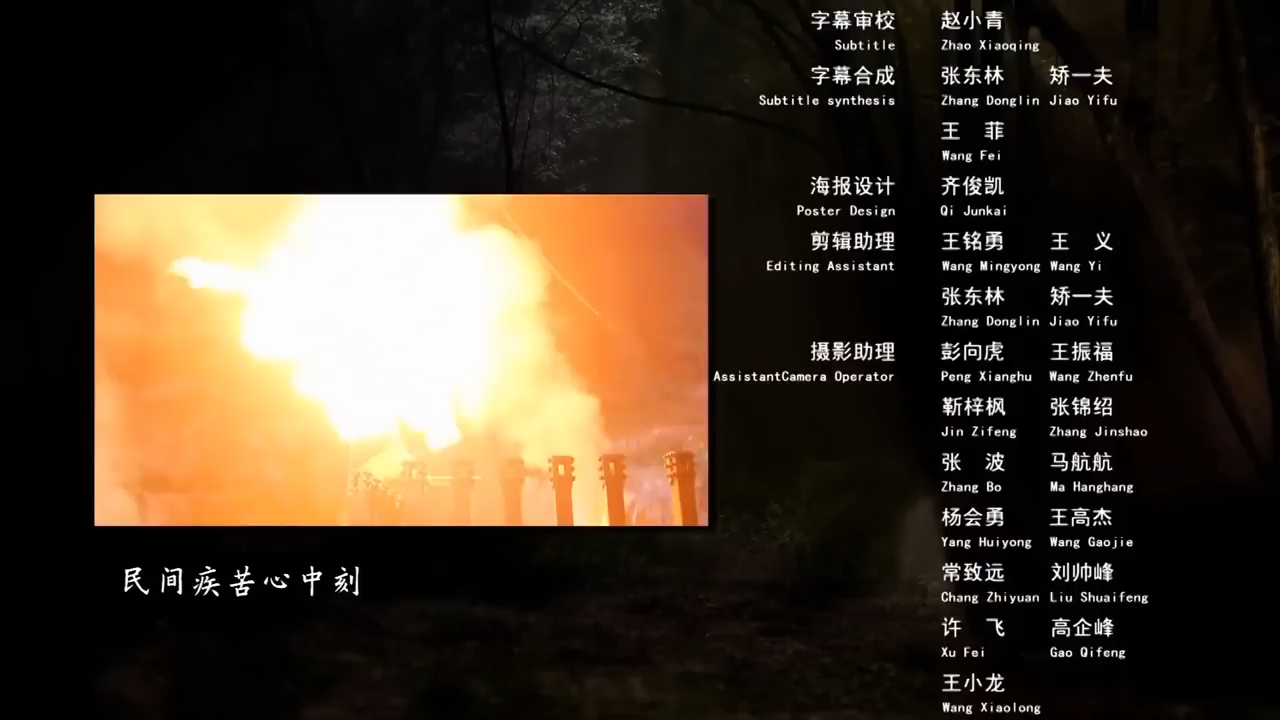 字幕审校 赵小青
Subtitle Zhao Xiaoqing
字幕合成 张东林 矫一夫
Subtitle synthesis Zhang Donglin Jiao Yifu
王 菲
Wang Fei
海报设计 齐俊凯
Poster Design Qi Junkai
剪辑助理 王铭勇 王 义
Editing Assistant Wang Mingyong Wang Yi
张东林 矫一夫
Zhang Donglin Jiao Yifu
摄影助理 彭向虎 王振福
AssistantCamera Operator Peng Xianghu Wang Zhenfu
靳梓枫 张锦绍
Jin Zifeng Zhang Jinshao
张 波 马航航
Zhang Bo Ma Hanghang
杨会勇 王高杰
Yang Huiyong Wang Gaojie
常致远 刘帅峰
Chang Zhiyuan Liu Shuaifeng
许 飞 高企峰
Xu Fei Gao Qifeng
王小龙
Wang Xiaolong
民间疾苦心中刻